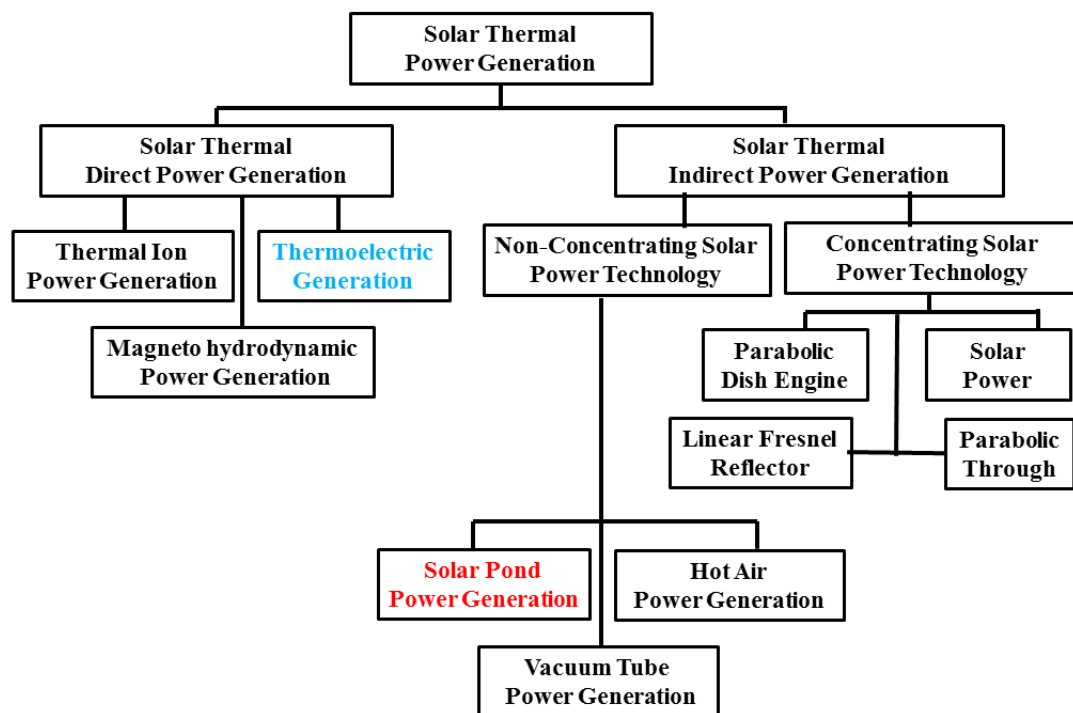 Solar Thermal
Power Generation
Solar Thermal
Direct Power Generation
Solar Thermal
Indirect Power Generation
Thermal Ion
Power Generation
Thermoelectric
Generation
Non-Concentrating Solar
Power Technology
Concentrating Solar
Power Technology
Magneto hydrodynamic
Power Generation
Parabolic
Dish Engine
Solar
Power
Linear Fresnel
Reflector
Parabolic
Through
Solar Pond
Power Generation
Hot Air
Power Generation
Vacuum Tube
Power Generation